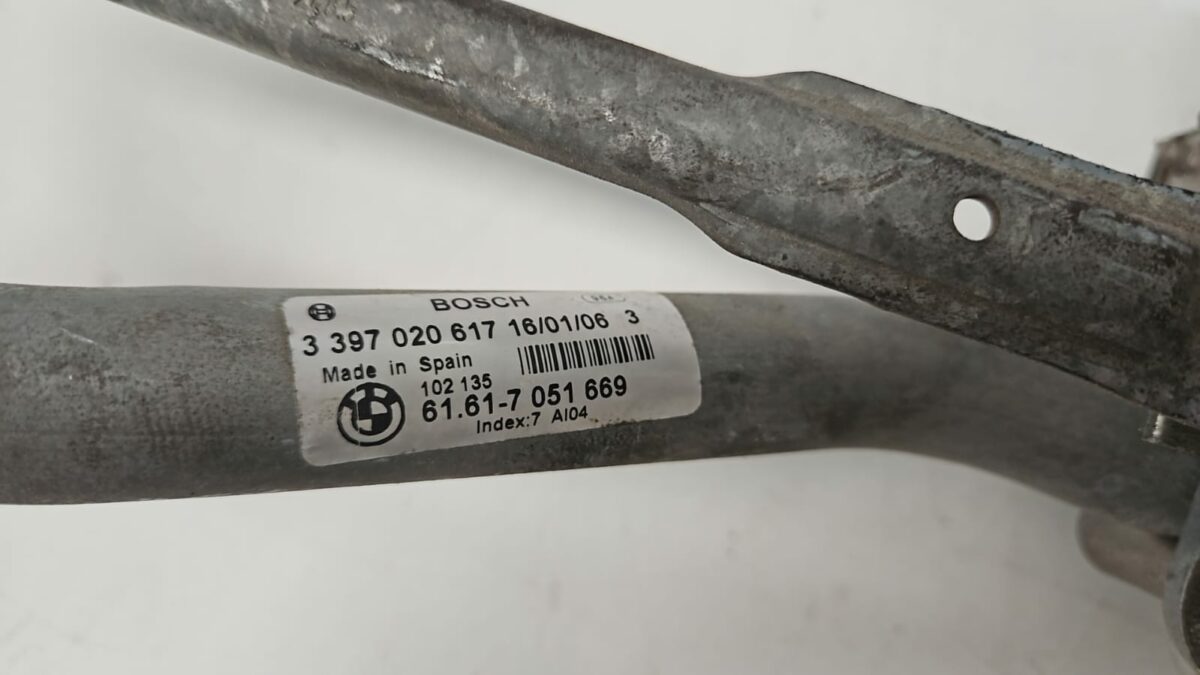 BOSCH
3 397 020 617 16/01/06 3
Made in Spain
102 135
61.61-7 051 669
Index:7 AI04